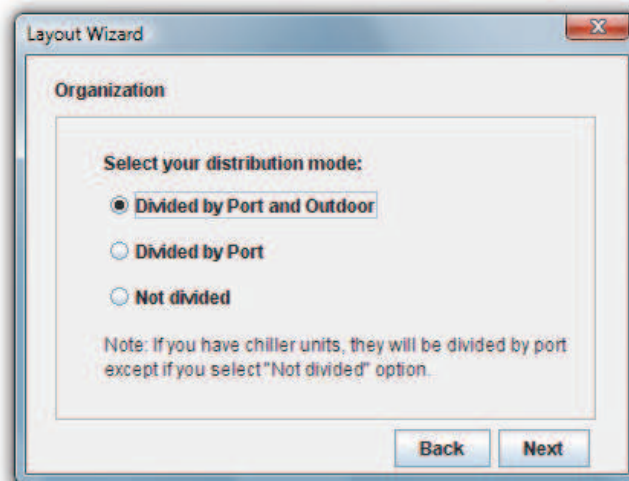 Layout Wizard
Organization
Select your distribution mode:
Divided by Port and Outdoor
Divided by Port
Not divided
Note: If you have chiller units, they will be divided by port
except if you select "Not divided" option.
Back
Next